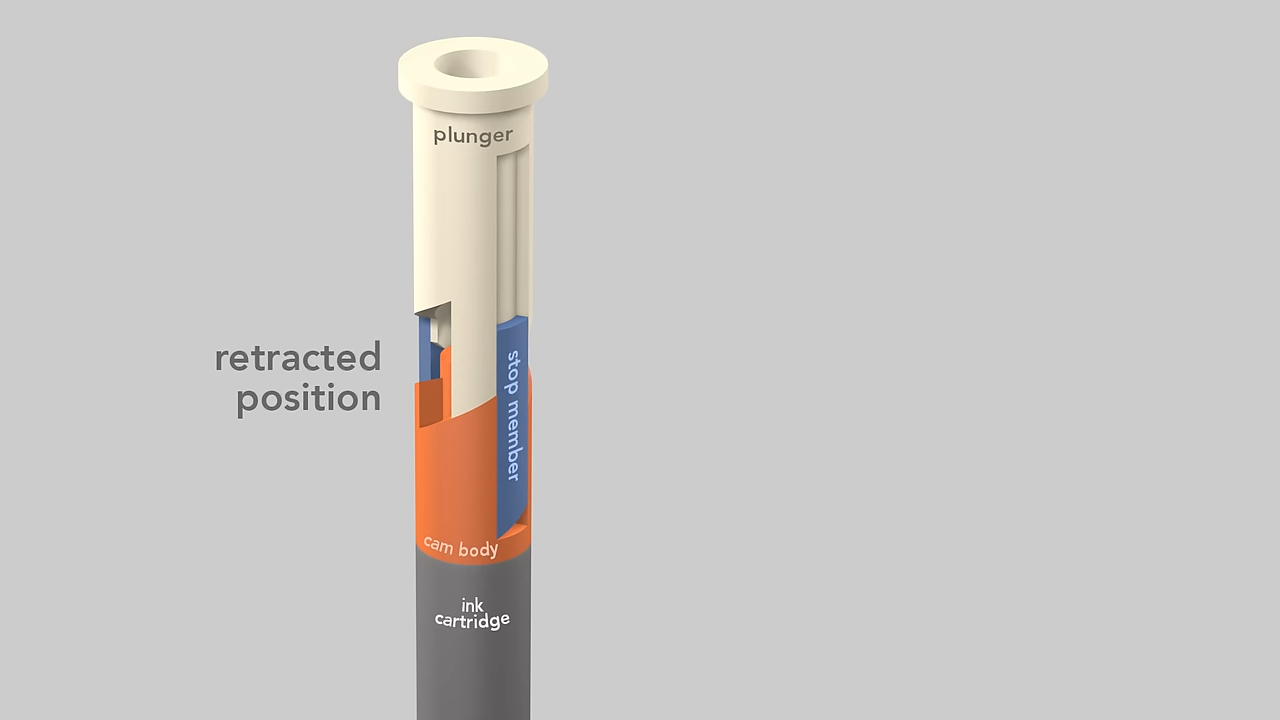 plunger
retracted
position
stop member
cam body
ink
cartridge